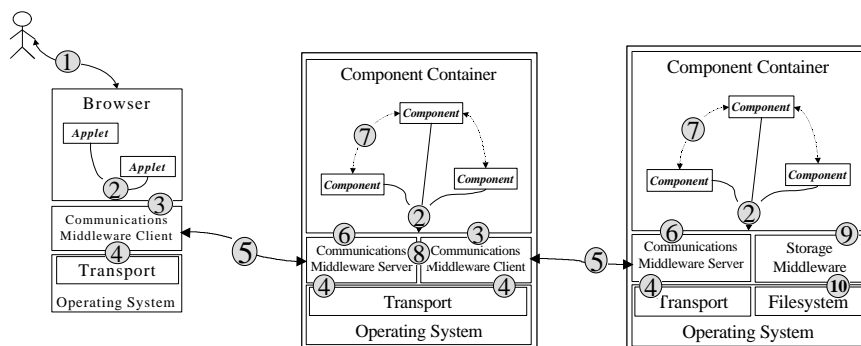 1
Browser
Applet
Applet
2
3
Communications
Middleware Client
4
Transport
Operating System
5
Component Container
Component
7
Component
Component
2
6
8
3
Communications
Middleware Server
Communications
Middleware Client
4
4
Transport
Operating System
5
Component Container
Component
7
Component
Component
2
6
9
Communications
Middleware Server
Storage
Middleware
4
10
Transport
Filesystem
Operating System